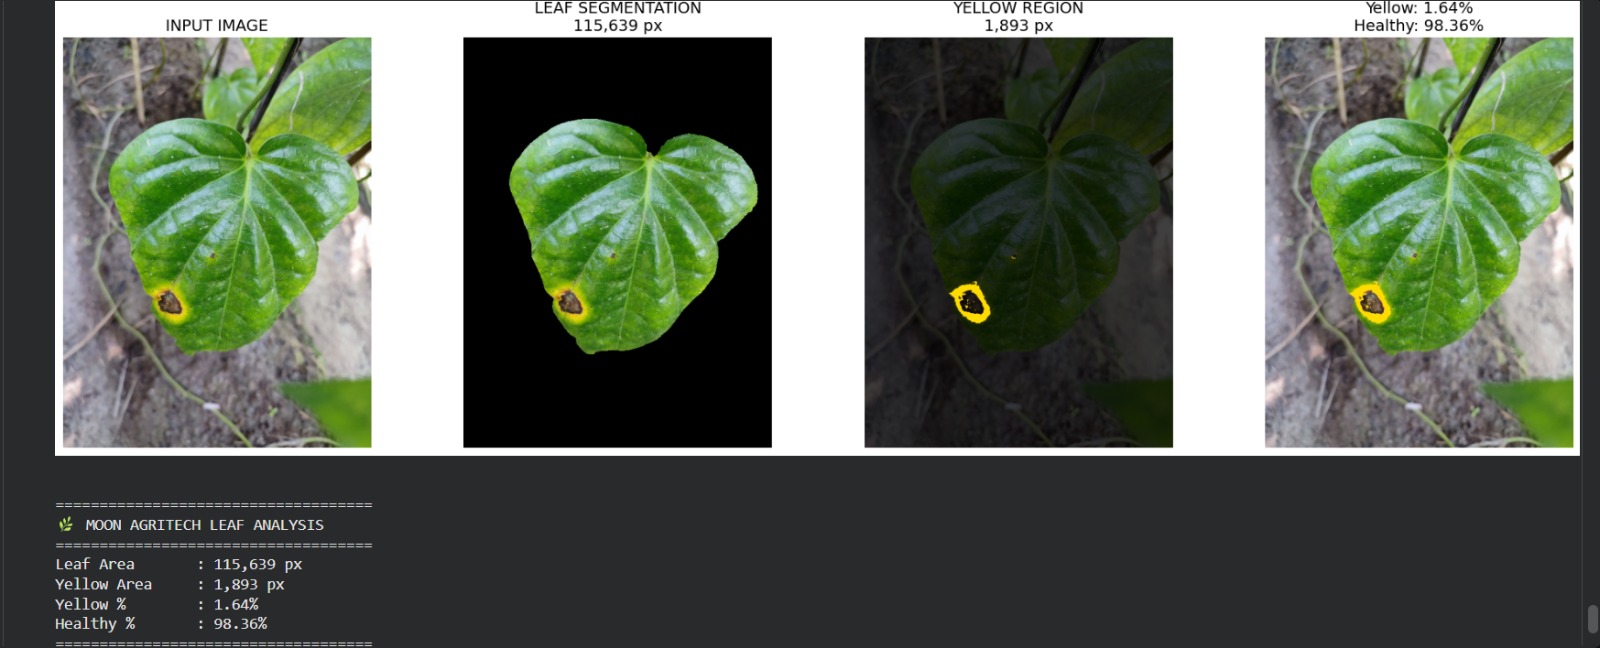 INPUT IMAGE
LEAF SEGMENTATION
115,639 px
YELLOW REGION
1,893 px
Yellow: 1.64%
Healthy: 98.36%
====================================
🌿 MOON AGRITECH LEAF ANALYSIS
====================================
Leaf Area : 115,639 px
Yellow Area : 1,893 px
Yellow % : 1.64%
Healthy % : 98.36%
====================================